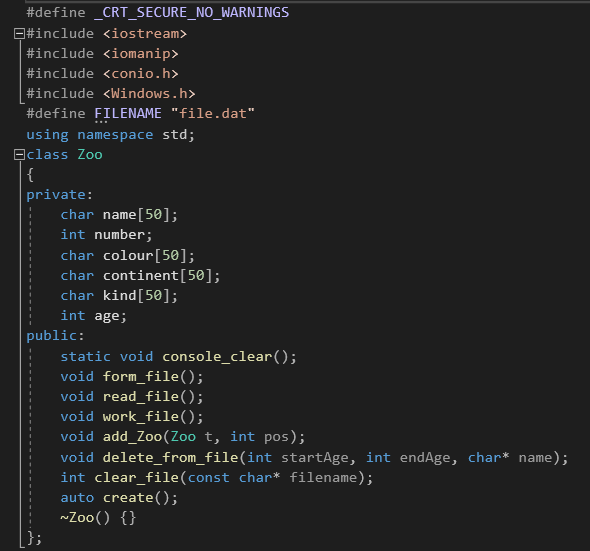 #define _CRT_SECURE_NO_WARNINGS
#include <iostream>
#include <iomanip>
#include <conio.h>
#include <Windows.h>
#define FILENAME "file.dat"
using namespace std;
class Zoo
{
private:
    char name[50];
    int number;
    char colour[50];
    char continent[50];
    char kind[50];
    int age;
public:
    static void console_clear();
    void form_file();
    void read_file();
    void work_file();
    void add_Zoo(Zoo t, int pos);
    void delete_from_file(int startAge, int endAge, char* name);
    int clear_file(const char* filename);
    auto create();
    ~Zoo() {}
};